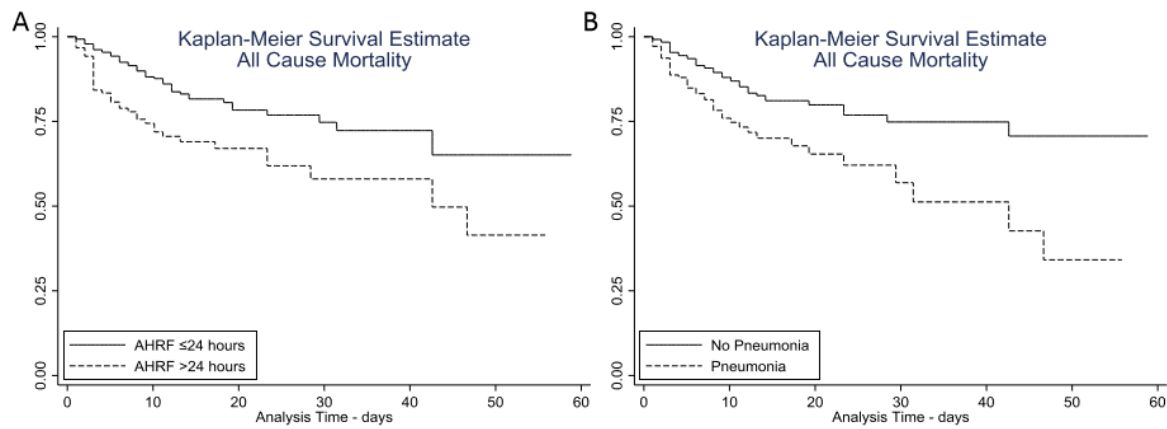 A
Kaplan-Meier Survival Estimate
All Cause Mortality
1.00
0.75
0.50
0.25
0.00
AHRF ≤24 hours
AHRF >24 hours
0 10 20 30 40 50 60
Analysis Time - days
B
Kaplan-Meier Survival Estimate
All Cause Mortality
1.00
0.75
0.50
0.25
0.00
No Pneumonia
Pneumonia
0 10 20 30 40 50 60
Analysis Time - days